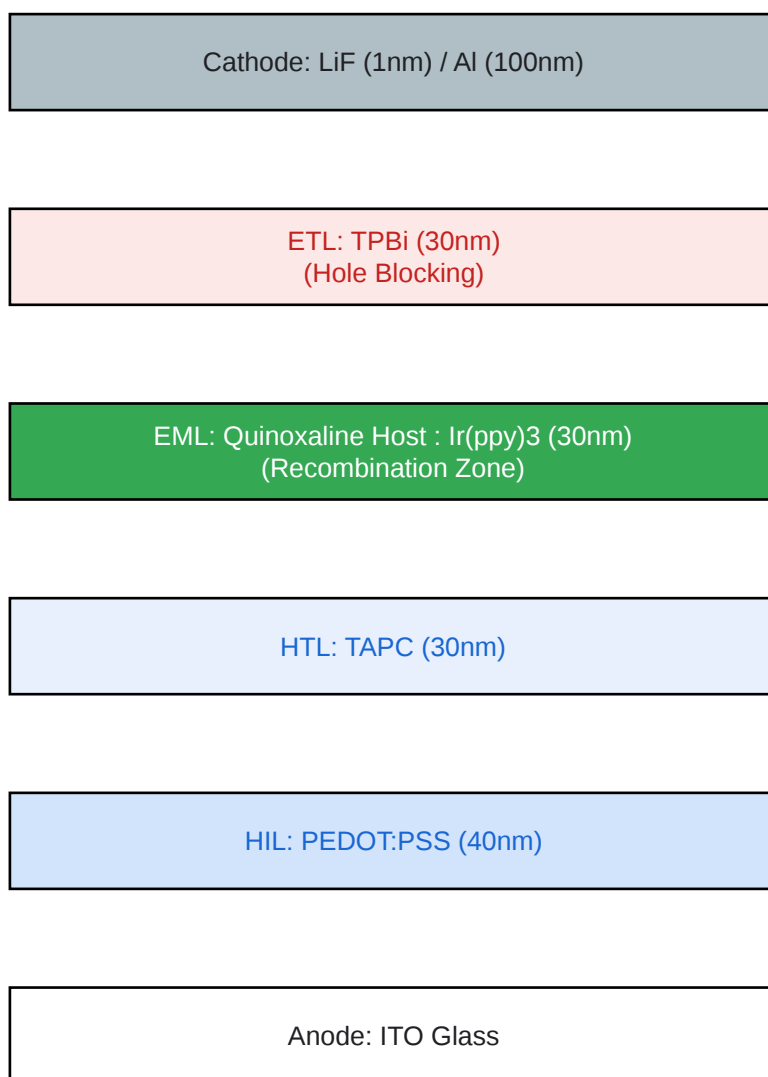 Cathode: LiF (1nm) / Al (100nm)
ETL: TPBi (30nm)
(Hole Blocking)
EML: Quinoxaline Host : Ir(ppy)3 (30nm)
(Recombination Zone)
HTL: TAPC (30nm)
HIL: PEDOT:PSS (40nm)
Anode: ITO Glass